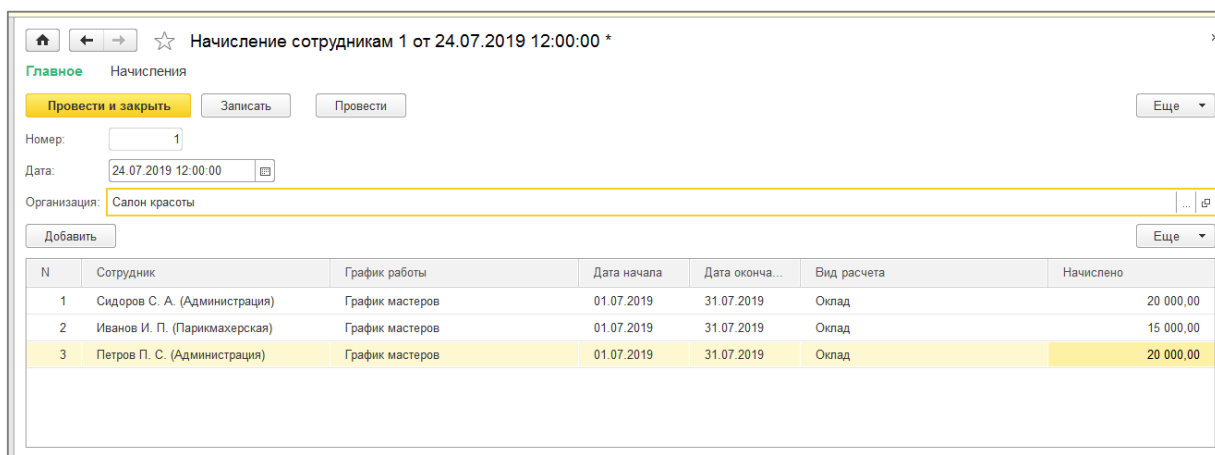 Начисление сотрудникам 1 от 24.07.2019 12:00:00 *
Главное Начисления
Провести и закрыть Записать Провести Еще
Номер: 1
Дата: 24.07.2019 12:00:00
Организация: Салон красоты ...
Добавить Еще
N Сотрудник График работы Дата начала Дата оконча... Вид расчета Начислено
1 Сидоров С. А. (Администрация) График мастеров 01.07.2019 31.07.2019 Оклад 20 000,00
2 Иванов И. П. (Парикмахерская) График мастеров 01.07.2019 31.07.2019 Оклад 15 000,00
3 Петров П. С. (Администрация) График мастеров 01.07.2019 31.07.2019 Оклад 20 000,00